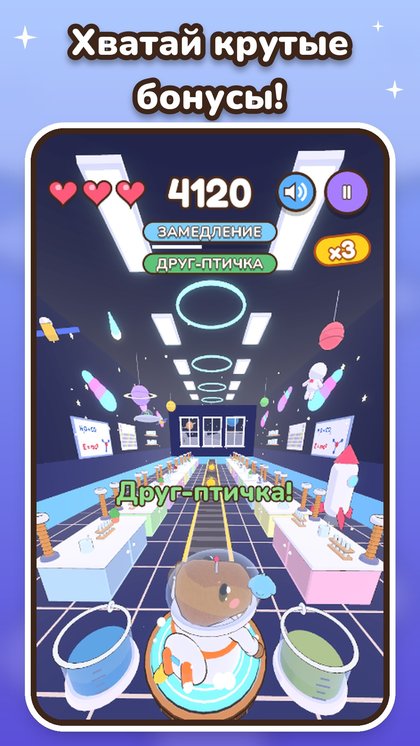 Хватай крутые
бонусы!
4120
ЗАМЕДЛЕНИЕ
ДРУГ-ПТИЧКА
x3
Друг-птичка!